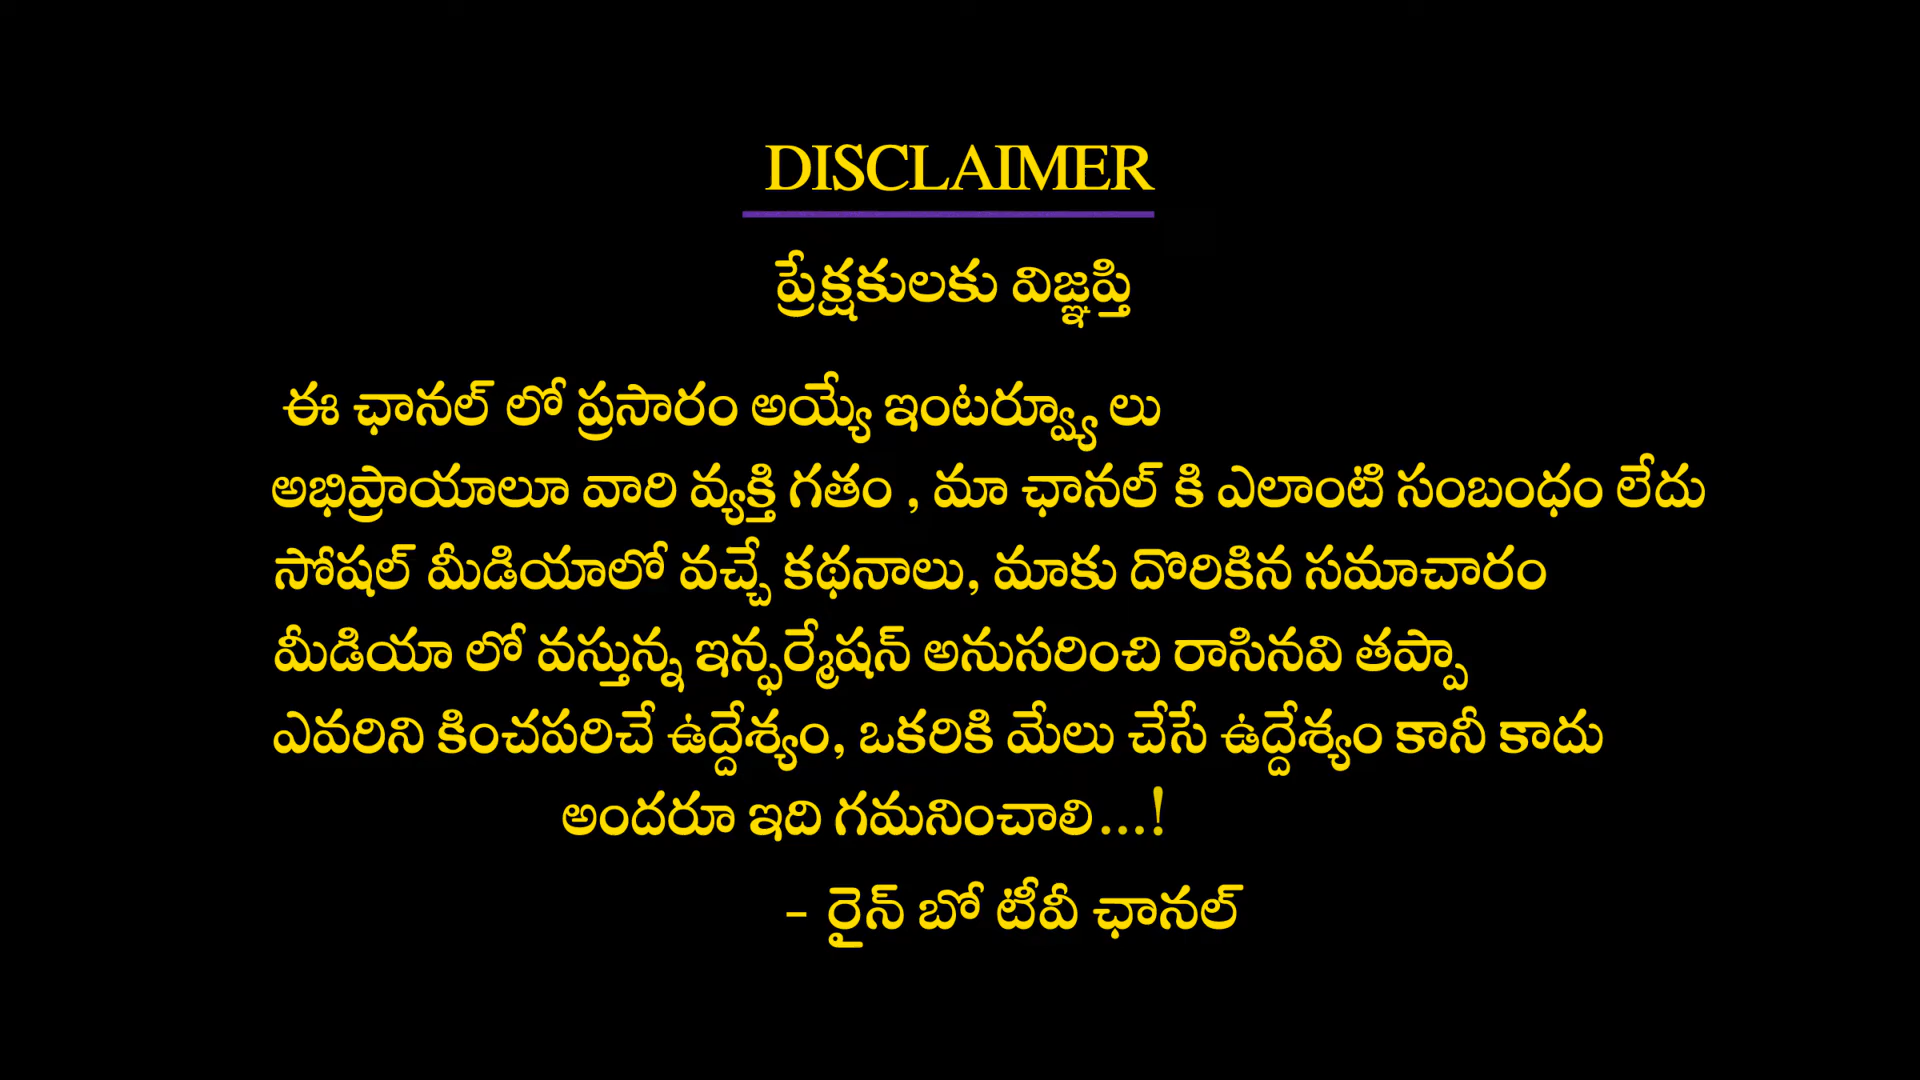 DISCLAIMER
ప్రేక్షకులకు విజ్ఞప్తి
ఈ ఛానల్ లో ప్రసారం అయ్యే ఇంటర్వ్యూ లు
అభిప్రాయాలూ వారి వ్యక్తి గతం , మా ఛానల్ కి ఎలాంటి సంబంధం లేదు
సోషల్ మీడియాలో వచ్చే కథనాలు, మాకు దొరికిన సమాచారం
మీడియా లో వస్తున్న ఇన్ఫర్మేషన్ అనుసరించి రాసినవి తప్పా
ఎవరిని కించపరిచే ఉద్దేశ్యం, ఒకరికి మేలు చేసే ఉద్దేశ్యం కానీ కాదు
అందరూ ఇది గమనించాలి...!
- రైన్ బో టీవీ ఛానల్